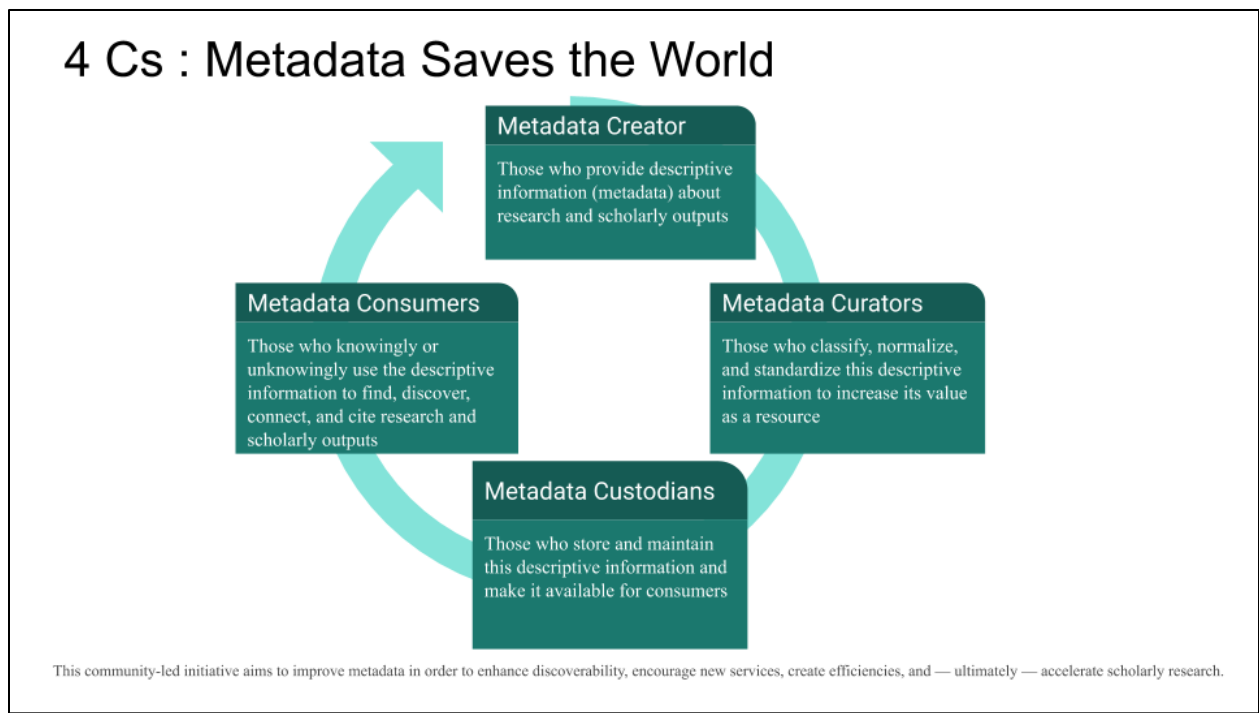 4 Cs : Metadata Saves the World
Metadata Creator
Those who provide descriptive
information (metadata) about
research and scholarly outputs
Metadata Curators
Those who classify, normalize,
and standardize this descriptive
information to increase its value
as a resource
Metadata Custodians
Those who store and maintain
this descriptive information and
make it available for consumers
Metadata Consumers
Those who knowingly or
unknowingly use the descriptive
information to find, discover,
connect, and cite research and
scholarly outputs
This community-led initiative aims to improve metadata in order to enhance discoverability, encourage new services, create efficiencies, and — ultimately — accelerate scholarly research.